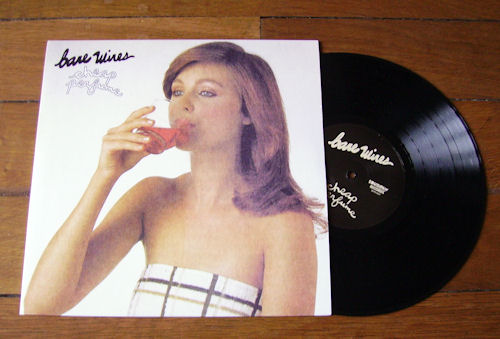 bare wires
cheap
perfume
bare wires
cheap
perfume